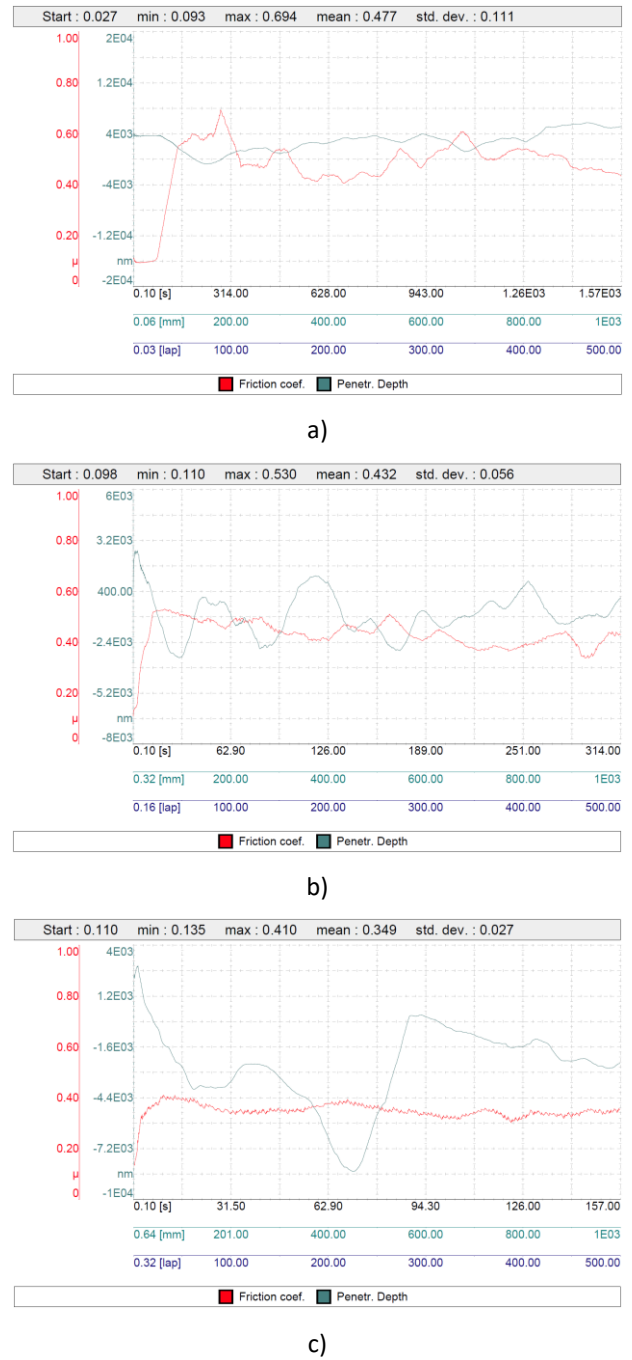 Start : 0.027 min : 0.093 max : 0.694 mean : 0.477 std. dev. : 0.111
1.00 2E04
0.80 1.2E04
0.60 4E03
0.40 -4E03
0.20 -1.2E04
µ nm
0 -2E04
0.10 [s] 314.00 628.00 943.00 1.26E03 1.57E03
0.06 [mm] 200.00 400.00 600.00 800.00 1E03
0.03 [lap] 100.00 200.00 300.00 400.00 500.00
Friction coef. Penetr. Depth
a)
Start : 0.098 min : 0.110 max : 0.530 mean : 0.432 std. dev. : 0.056
1.00 6E03
0.80 3.2E03
0.60 400.00
0.40 -2.4E03
0.20 -5.2E03
µ nm
0 -8E03
0.10 [s] 62.90 126.00 189.00 251.00 314.00
0.32 [mm] 200.00 400.00 600.00 800.00 1E03
0.16 [lap] 100.00 200.00 300.00 400.00 500.00
Friction coef. Penetr. Depth
b)
Start : 0.110 min : 0.135 max : 0.410 mean : 0.349 std. dev. : 0.027
1.00 4E03
0.80 1.2E03
0.60 -1.6E03
0.40 -4.4E03
0.20 -7.2E03
µ nm
0 -1E04
0.10 [s] 31.50 62.90 94.30 126.00 157.00
0.64 [mm] 201.00 400.00 600.00 800.00 1E03
0.32 [lap] 100.00 200.00 300.00 400.00 500.00
Friction coef. Penetr. Depth
c)